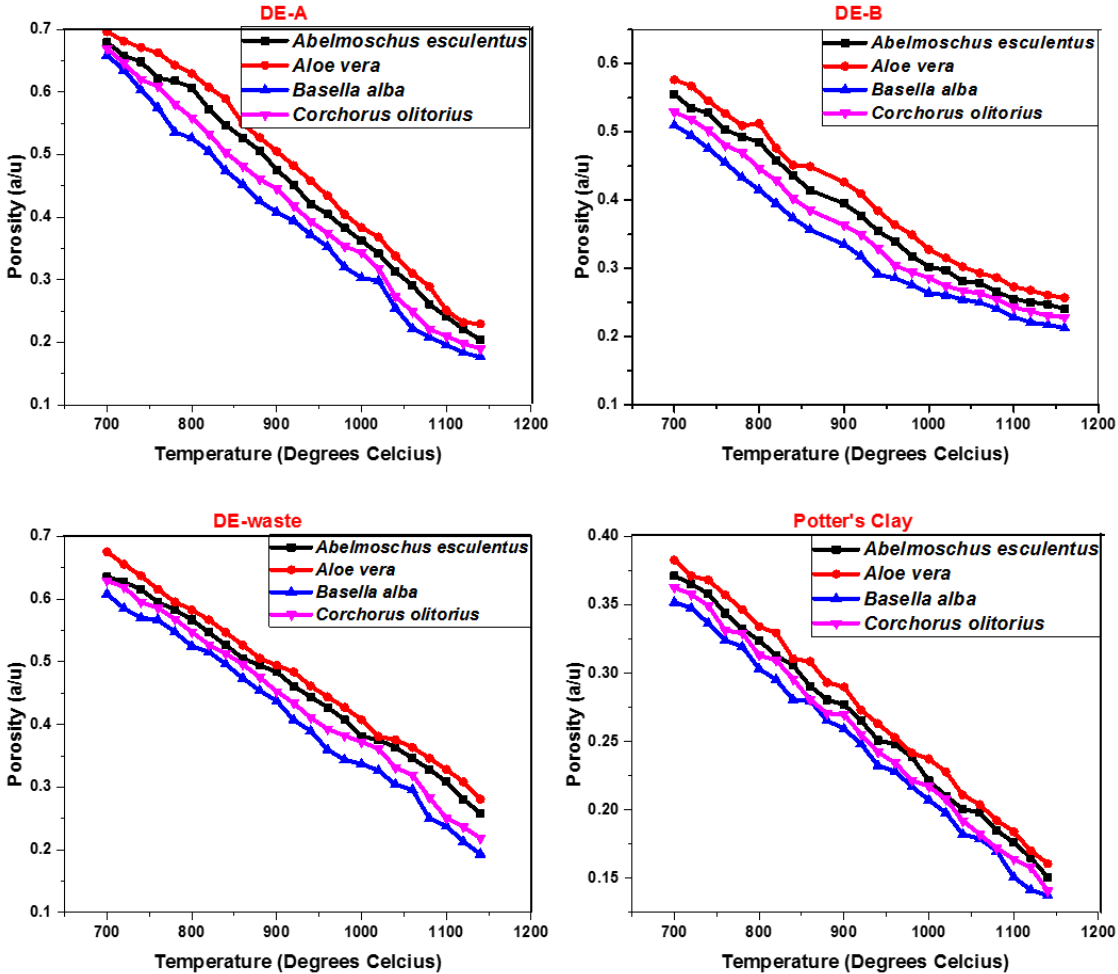 DE-A
0.7
0.6
0.5
0.4
0.3
0.2
0.1
Porosity (a/u)
Abelmoschus esculentus
Aloe vera
Basella alba
Corchorus olitorius
700 800 900 1000 1100 1200
Temperature (Degrees Celcius)
DE-B
0.6
0.5
0.4
0.3
0.2
0.1
Porosity (a/u)
Abelmoschus esculentus
Aloe vera
Basella alba
Corchorus olitorius
700 800 900 1000 1100 1200
Temperature (Degrees Celcius)
DE-waste
0.7
0.6
0.5
0.4
0.3
0.2
0.1
Porosity (a/u)
Abelmoschus esculentus
Aloe vera
Basella alba
Corchorus olitorius
700 800 900 1000 1100 1200
Temperature (Degrees Celcius)
Potter's Clay
0.40
0.35
0.30
0.25
0.20
0.15
Porosity (a/u)
Abelmoschus esculentus
Aloe vera
Basella alba
Corchorus olitorius
700 800 900 1000 1100 1200
Temperature (Degrees Celcius)